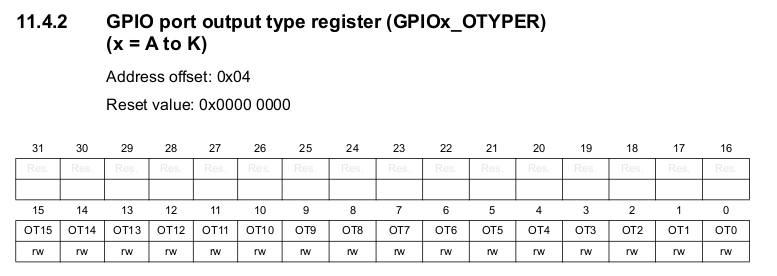 11.4.2 GPIO port output type register (GPIOx_OTYPER)
(x = A to K)
Address offset: 0x04
Reset value: 0x0000 0000
31 30 29 28 27 26 25 24 23 22 21 20 19 18 17 16
Res. Res. Res. Res. Res. Res. Res. Res. Res. Res. Res. Res. Res. Res. Res. Res.
15 14 13 12 11 10 9 8 7 6 5 4 3 2 1 0
OT15 OT14 OT13 OT12 OT11 OT10 OT9 OT8 OT7 OT6 OT5 OT4 OT3 OT2 OT1 OT0
rw rw rw rw rw rw rw rw rw rw rw rw rw rw rw rw